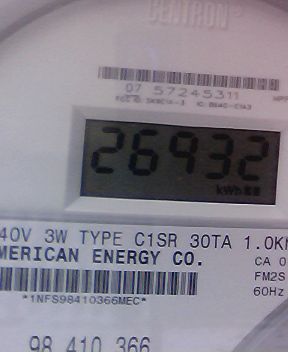 CENTRON®
07 57245311
26932
kWh
40V 3W TYPE C1SR 30TA 1.0K
MERICAN ENERGY CO.
CA 0
FM2S
60Hz
*1NFS98410366MEC*
98 410 366